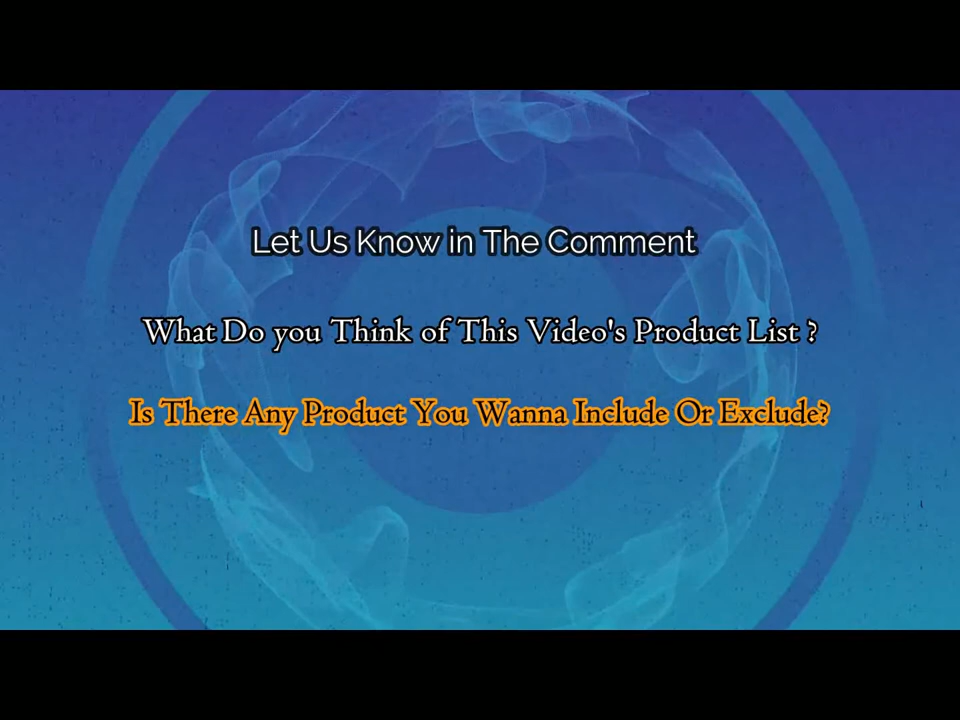 Let Us Know in The Comment
What Do you Think of This Video's Product List ?
Is There Any Product You Wanna Include Or Exclude?